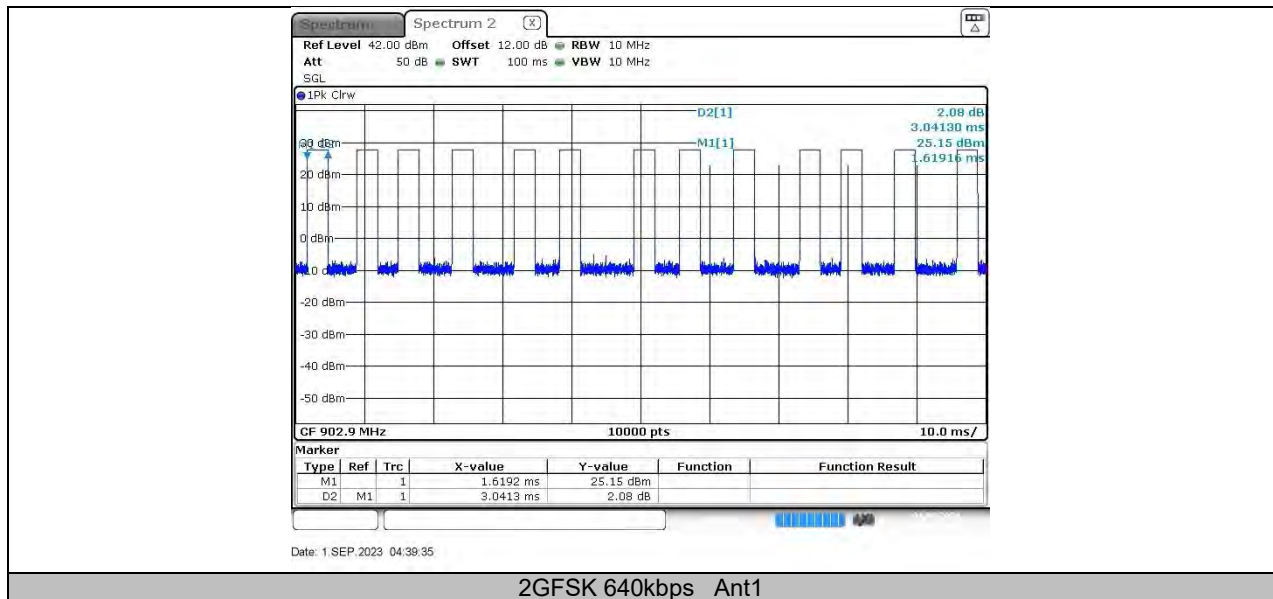 Spectrum Spectrum 2 X
Ref Level 42.00 dBm Offset 12.00 dB RBW 10 MHz
Att 50 dB SWT 100 ms VBW 10 MHz
SGL
1Pk Clrw
D2[1] 2.08 dB
3.04130 ms
M1[1] 25.15 dBm
1.61916 ms
20 dBm
10 dBm
0 dBm
-20 dBm
-30 dBm
-40 dBm
-50 dBm
CF 902.9 MHz 10000 pts 10.0 ms/
Marker
Type Ref Trc X-value Y-value Function Function Result
M1 1 1.6192 ms 25.15 dBm
D2 M1 1 3.0413 ms 2.08 dB
Date: 1.SEP.2023 04:39:35
2GFSK 640kbps Ant1